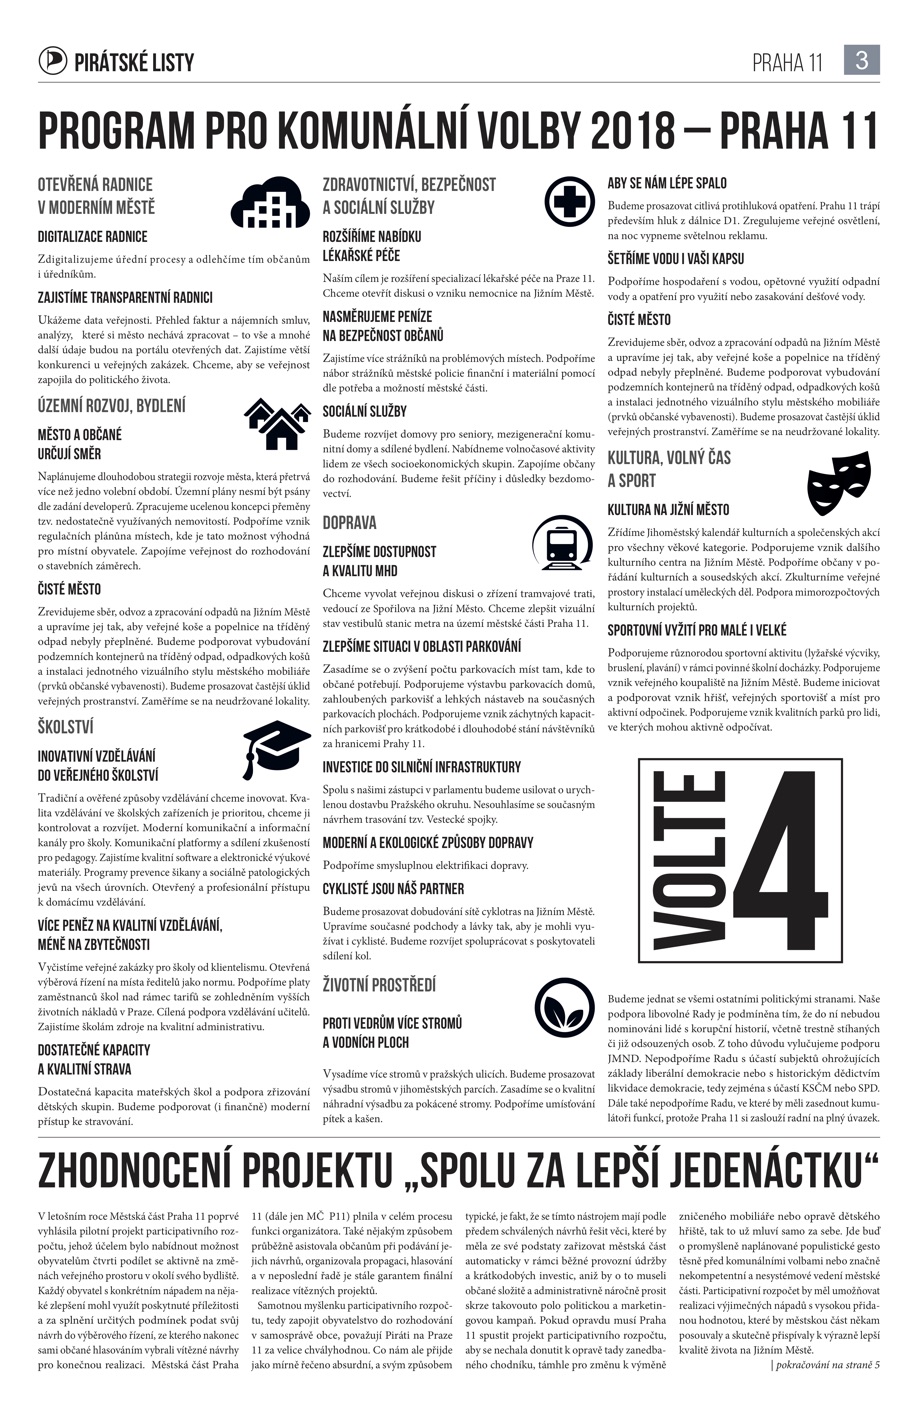 PIRÁTSKÉ LISTY
PRAHA 11 3
PROGRAM PRO KOMUNÁLNÍ VOLBY 2018 – PRAHA 11
OTEVŘENÁ RADNICE
V MODERNÍM MĚSTĚ
DIGITALIZACE RADNICE
Zdigitalizujeme úřední procesy a odlehčíme tím občanům
i úředníkům.
ZAJISTÍME TRANSPARENTNÍ RADNICI
Ukážeme data veřejnosti. Přehled faktur a nájemních smluv,
analýzy, které si město nechává zpracovat – to vše a mnohé
další údaje budou na portálu otevřených dat. Zajistíme větší
konkurenci u veřejných zakázek. Chceme, aby se veřejnost
zapojila do politického života.
ÚZEMNÍ ROZVOJ, BYDLENÍ
MĚSTO A OBČANÉ
URČUJÍ SMĚR
Naplánujeme dlouhodobou strategii rozvoje města, která přetrvá
více než jedno volební období. Územní plány nesmí být psány
dle zadání developerů. Zpracujeme ucelenou koncepci přeměny
tzv. nedostatečně využívaných nemovitostí. Podpoříme vznik
regulačních plánůna místech, kde je tato možnost výhodná
pro místní obyvatele. Zapojíme veřejnost do rozhodování
o stavebních záměrech.
ČISTÉ MĚSTO
Zrevidujeme sběr, odvoz a zpracování odpadů na Jižním Městě
a upravíme jej tak, aby veřejné koše a popelnice na tříděný
odpad nebyly přeplněné. Budeme podporovat vybudování
podzemních kontejnerů na tříděný odpad, odpadkových košů
a instalaci jednotného vizuálního stylu městského mobiliáře
(prvků občanské vybavenosti). Budeme prosazovat častější úklid
veřejných prostranství. Zaměříme se na neudržované lokality.
ŠKOLSTVÍ
INOVATIVNÍ VZDĚLÁVÁNÍ
DO VEŘEJNÉHO ŠKOLSTVÍ
Tradiční a ověřené způsoby vzdělávání chceme inovovat. Kva-
lita vzdělávání ve školských zařízeních je prioritou, chceme ji
kontrolovat a rozvíjet. Moderní komunikační a informační
kanály pro školy. Komunikační platformy a sdílení zkušeností
pro pedagogy. Zajistíme kvalitní software a elektronické výukové
materiály. Programy prevence šikany a sociálně patologických
jevů na všech úrovních. Otevřený a profesionální přístupu
k domácímu vzdělávání.
VÍCE PENĚZ NA KVALITNÍ VZDĚLÁVÁNÍ,
MÉNĚ NA ZBYTEČNOSTI
Vyčistíme veřejné zakázky pro školy od klientelismu. Otevřená
výběrová řízení na místa ředitelů jako normu. Podpoříme platy
zaměstnanců škol nad rámec tarifů se zohledněním vyšších
životních nákladů v Praze. Cílená podpora vzdělávání učitelů.
Zajistíme školám zdroje na kvalitní administrativu.
DOSTATEČNÉ KAPACITY
A KVALITNÍ STRAVA
Dostatečná kapacita mateřských škol a podpora zřizování
dětských skupin. Budeme podporovat (i finančně) moderní
přístup ke stravování.
ZDRAVOTNICTVÍ, BEZPEČNOST
A SOCIÁLNÍ SLUŽBY
ROZŠÍŘÍME NABÍDKU
LÉKAŘSKÉ PÉČE
Naším cílem je rozšíření specializací lékařské péče na Praze 11.
Chceme otevřít diskusi o vzniku nemocnice na Jižním Městě.
NASMĚRUJEME PENÍZE
NA BEZPEČNOST OBČANŮ
Zajistíme více strážníků na problémových místech. Podpoříme
nábor strážníků městské policie finanční i materiální pomocí
dle potřeba a možností městské části.
SOCIÁLNÍ SLUŽBY
Budeme rozvíjet domovy pro seniory, mezigenerační komu-
nitní domy a sdílené bydlení. Nabídneme volnočasové aktivity
lidem ze všech socioekonomických skupin. Zapojíme občany
do rozhodování. Budeme řešit příčiny i důsledky bezdomo-
vectví.
DOPRAVA
ZLEPŠÍME DOSTUPNOST
A KVALITU MHD
Chceme vyvolat veřejnou diskusi o zřízení tramvajové trati,
vedoucí ze Spořilova na Jižní Město. Chceme zlepšit vizuální
stav vestibulů stanic metra na území městské části Praha 11.
ZLEPŠÍME SITUACI V OBLASTI PARKOVÁNÍ
Zasadíme se o zvýšení počtu parkovacích míst tam, kde to
občané potřebují. Podporujeme výstavbu parkovacích domů,
zahloubených parkovišť a lehkých nástaveb na současných
parkovacích plochách. Podporujeme vznik záchytných kapacit-
ních parkovišť pro krátkodobé i dlouhodobé stání návštěvníků
za hranicemi Prahy 11.
INVESTICE DO SILNIČNÍ INFRASTRUKTURY
Spolu s našimi zástupci v parlamentu budeme usilovat o urych-
lenou dostavbu Pražského okruhu. Nesouhlasíme se současným
návrhem trasování tzv. Vestecké spojky.
MODERNÍ A EKOLOGICKÉ ZPŮSOBY DOPRAVY
Podpoříme smysluplnou elektrifikaci dopravy.
CYKLISTÉ JSOU NÁŠ PARTNER
Budeme prosazovat dobudování sítě cyklotras na Jižním Městě.
Upravíme současné podchody a lávky tak, aby je mohli vyu-
žívat i cyklisté. Budeme rozvíjet spoluprácovat s poskytovateli
sdílení kol.
ŽIVOTNÍ PROSTŘEDÍ
PROTI VEDRŮM VÍCE STROMŮ
A VODNÍCH PLOCH
Vysadíme více stromů v pražských ulicích. Budeme prosazovat
výsadbu stromů v jihoměstských parcích. Zasadíme se o kvalitní
náhradní výsadbu za pokácené stromy. Podpoříme umísťování
pítek a kašen.
ABY SE NÁM LÉPE SPALO
Budeme prosazovat citlivá protihluková opatření. Prahu 11 trápí
především hluk z dálnice D1. Zregulujeme veřejné osvětlení,
na noc vypneme světelnou reklamu.
ŠETŘÍME VODU I VAŠI KAPSU
Podpoříme hospodaření s vodou, opětovné využití odpadní
vody a opatření pro využití nebo zasakování dešťové vody.
ČISTÉ MĚSTO
Zrevidujeme sběr, odvoz a zpracování odpadů na Jižním Městě
a upravíme jej tak, aby veřejné koše a popelnice na tříděný
odpad nebyly přeplněné. Budeme podporovat vybudování
podzemních kontejnerů na tříděný odpad, odpadkových košů
a instalaci jednotného vizuálního stylu městského mobiliáře
(prvků občanské vybavenosti). Budeme prosazovat častější úklid
veřejných prostranství. Zaměříme se na neudržované lokality.
KULTURA, VOLNÝ ČAS
A SPORT
KULTURA NA JIŽNÍ MĚSTO
Zřídíme Jihoměstský kalendář kulturních a společenských akcí
pro všechny věkové kategorie. Podporujeme vznik dalšího
kulturního centra na Jižním Městě. Podpoříme občany v po-
řádání kulturních a sousedských akcí. Zkulturníme veřejné
prostory instalací uměleckých děl. Podpora mimorozpočtových
kulturních projektů.
SPORTOVNÍ VYŽITÍ PRO MALÉ I VELKÉ
Podporujeme různorodou sportovní aktivitu (lyžařské výcviky,
bruslení, plavání) v rámci povinné školní docházky. Podporujeme
vznik veřejného koupaliště na Jižním Městě. Budeme iniciovat
a podporovat vznik hřišť, veřejných sportovišť a míst pro
aktivní odpočinek. Podporujeme vznik kvalitních parků pro lidi,
ve kterých mohou aktivně odpočívat.
VOLTE 4
Budeme jednat se všemi ostatními politickými stranami. Naše
podpora libovolné Rady je podmíněna tím, že do ní nebudou
nominováni lidé s korupční historií, včetně trestně stíhaných
či již odsouzených osob. Z toho důvodu vylučujeme podporu
JMND. Nepodpoříme Radu s účastí subjektů ohrožujících
základy liberální demokracie nebo s historickým dědictvím
likvidace demokracie, tedy zejména s účastí KSČM nebo SPD.
Dále také nepodpoříme Radu, ve které by měli zasednout kumu-
látoři funkcí, protože Praha 11 si zaslouží radní na plný úvazek.
ZHODNOCENÍ PROJEKTU „SPOLU ZA LEPŠÍ JEDENÁCTKU“
V letošním roce Městská část Praha 11 poprvé
vyhlásila pilotní projekt participativního roz-
počtu, jehož účelem bylo nabídnout možnost
obyvatelům čtvrti podílet se aktivně na změ-
nách veřejného prostoru v okolí svého bydliště.
Každý obyvatel s konkrétním nápadem na něja-
ké zlepšení mohl využít poskytnuté příležitosti
a za splnění určitých podmínek podat svůj
návrh do výběrového řízení, ze kterého nakonec
sami občané hlasováním vybrali vítězné návrhy
pro konečnou realizaci. Městská část Praha
11 (dále jen MČ P11) plnila v celém procesu
funkci organizátora. Také nějakým způsobem
průběžně asistovala občanům při podávání je-
jich návrhů, organizovala propagaci, hlasování
a v neposlední řadě je stále garantem finální
realizace vítězných projektů.
Samotnou myšlenku participativního rozpoč-
tu, tedy zapojit obyvatelstvo do rozhodování
v samosprávě obce, považují Piráti na Praze
11 za velice chvályhodnou. Co nám ale přijde
jako mírně řečeno absurdní, a svým způsobem
typické, je fakt, že se tímto nástrojem mají podle
předem schválených návrhů řešit věci, které by
měla ze své podstaty zařizovat městská část
automaticky v rámci běžné provozní údržby
a krátkodobých investic, aniž by o to museli
občané složitě a administrativně náročně prosit
skrze takovouto polo politickou a marketin-
govou kampaň. Pokud opravdu musí Praha
11 spustit projekt participativního rozpočtu,
aby se nechala donutit k opravě tady zanedba-
ného chodníku, támhle pro změnu k výměně
zničeného mobiliáře nebo opravě dětského
hřiště, tak to už mluví samo za sebe. Jde buď
o promyšleně naplánované populistické gesto
těsně před komunálními volbami nebo značně
nekompetentní a nesystémové vedení městské
části. Participativní rozpočet by měl umožňovat
realizaci výjimečných nápadů s vysokou přida-
nou hodnotou, které by městskou část někam
posouvaly a skutečně přispívaly k výrazně lepší
kvalitě života na Jižním Městě.
| pokračování na straně 5